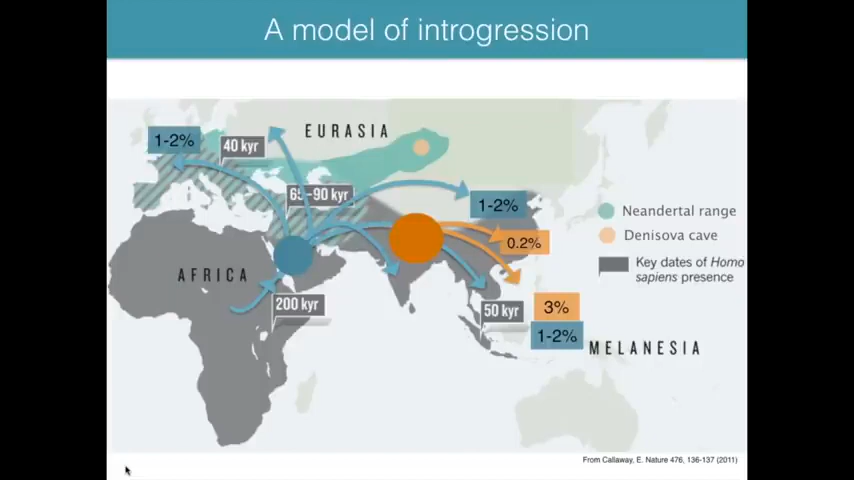 A model of introgression
EURASIA
1-2%
40 kyr
65–90 kyr
1-2%
Neandertal range
0.2%
Denisova cave
AFRICA
Key dates of Homo
sapiens presence
200 kyr
50 kyr
3%
1-2%
MELANESIA
From Callaway, E. Nature 476, 136-137 (2011)